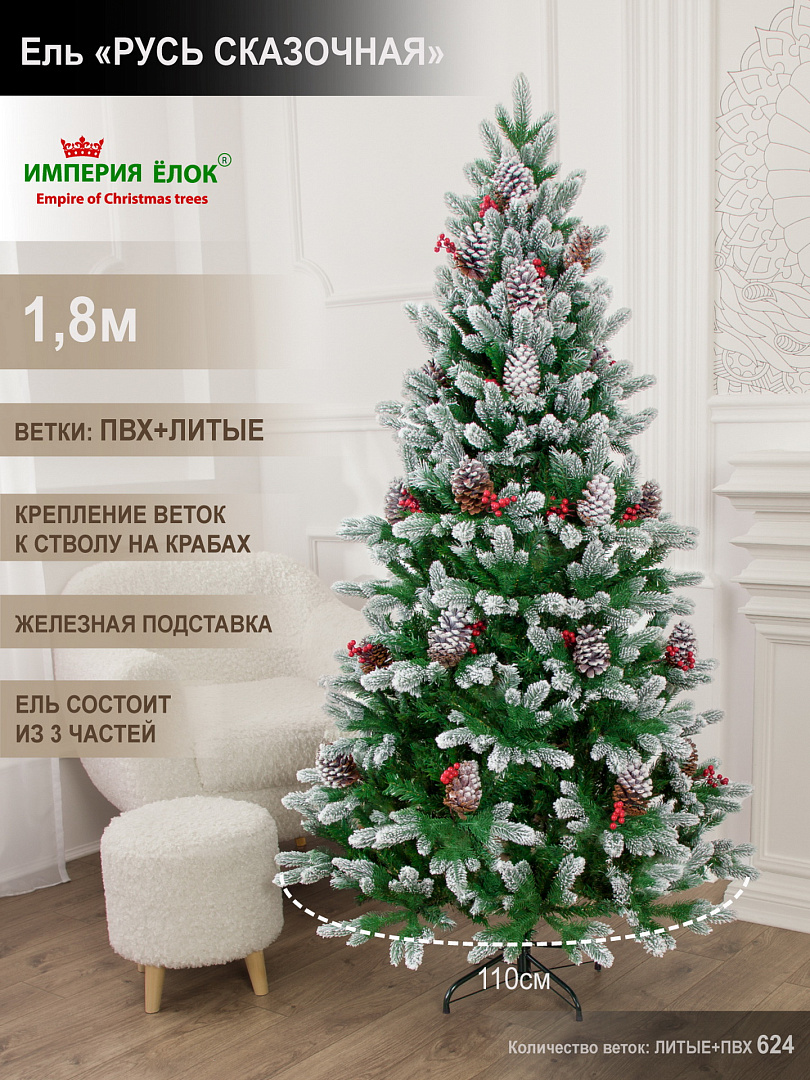 Ель «РУСЬ СКАЗОЧНАЯ»
ИМПЕРИЯ ЁЛОК ®
Empire of Christmas trees
1,8м
ВЕТКИ: ПВХ+ЛИТЫЕ
КРЕПЛЕНИЕ ВЕТОК
К СТВОЛУ НА КРАБАХ
ЖЕЛЕЗНАЯ ПОДСТАВКА
ЕЛЬ СОСТОИТ
ИЗ 3 ЧАСТЕЙ
110см
Количество веток: ЛИТЫЕ+ПВХ 624